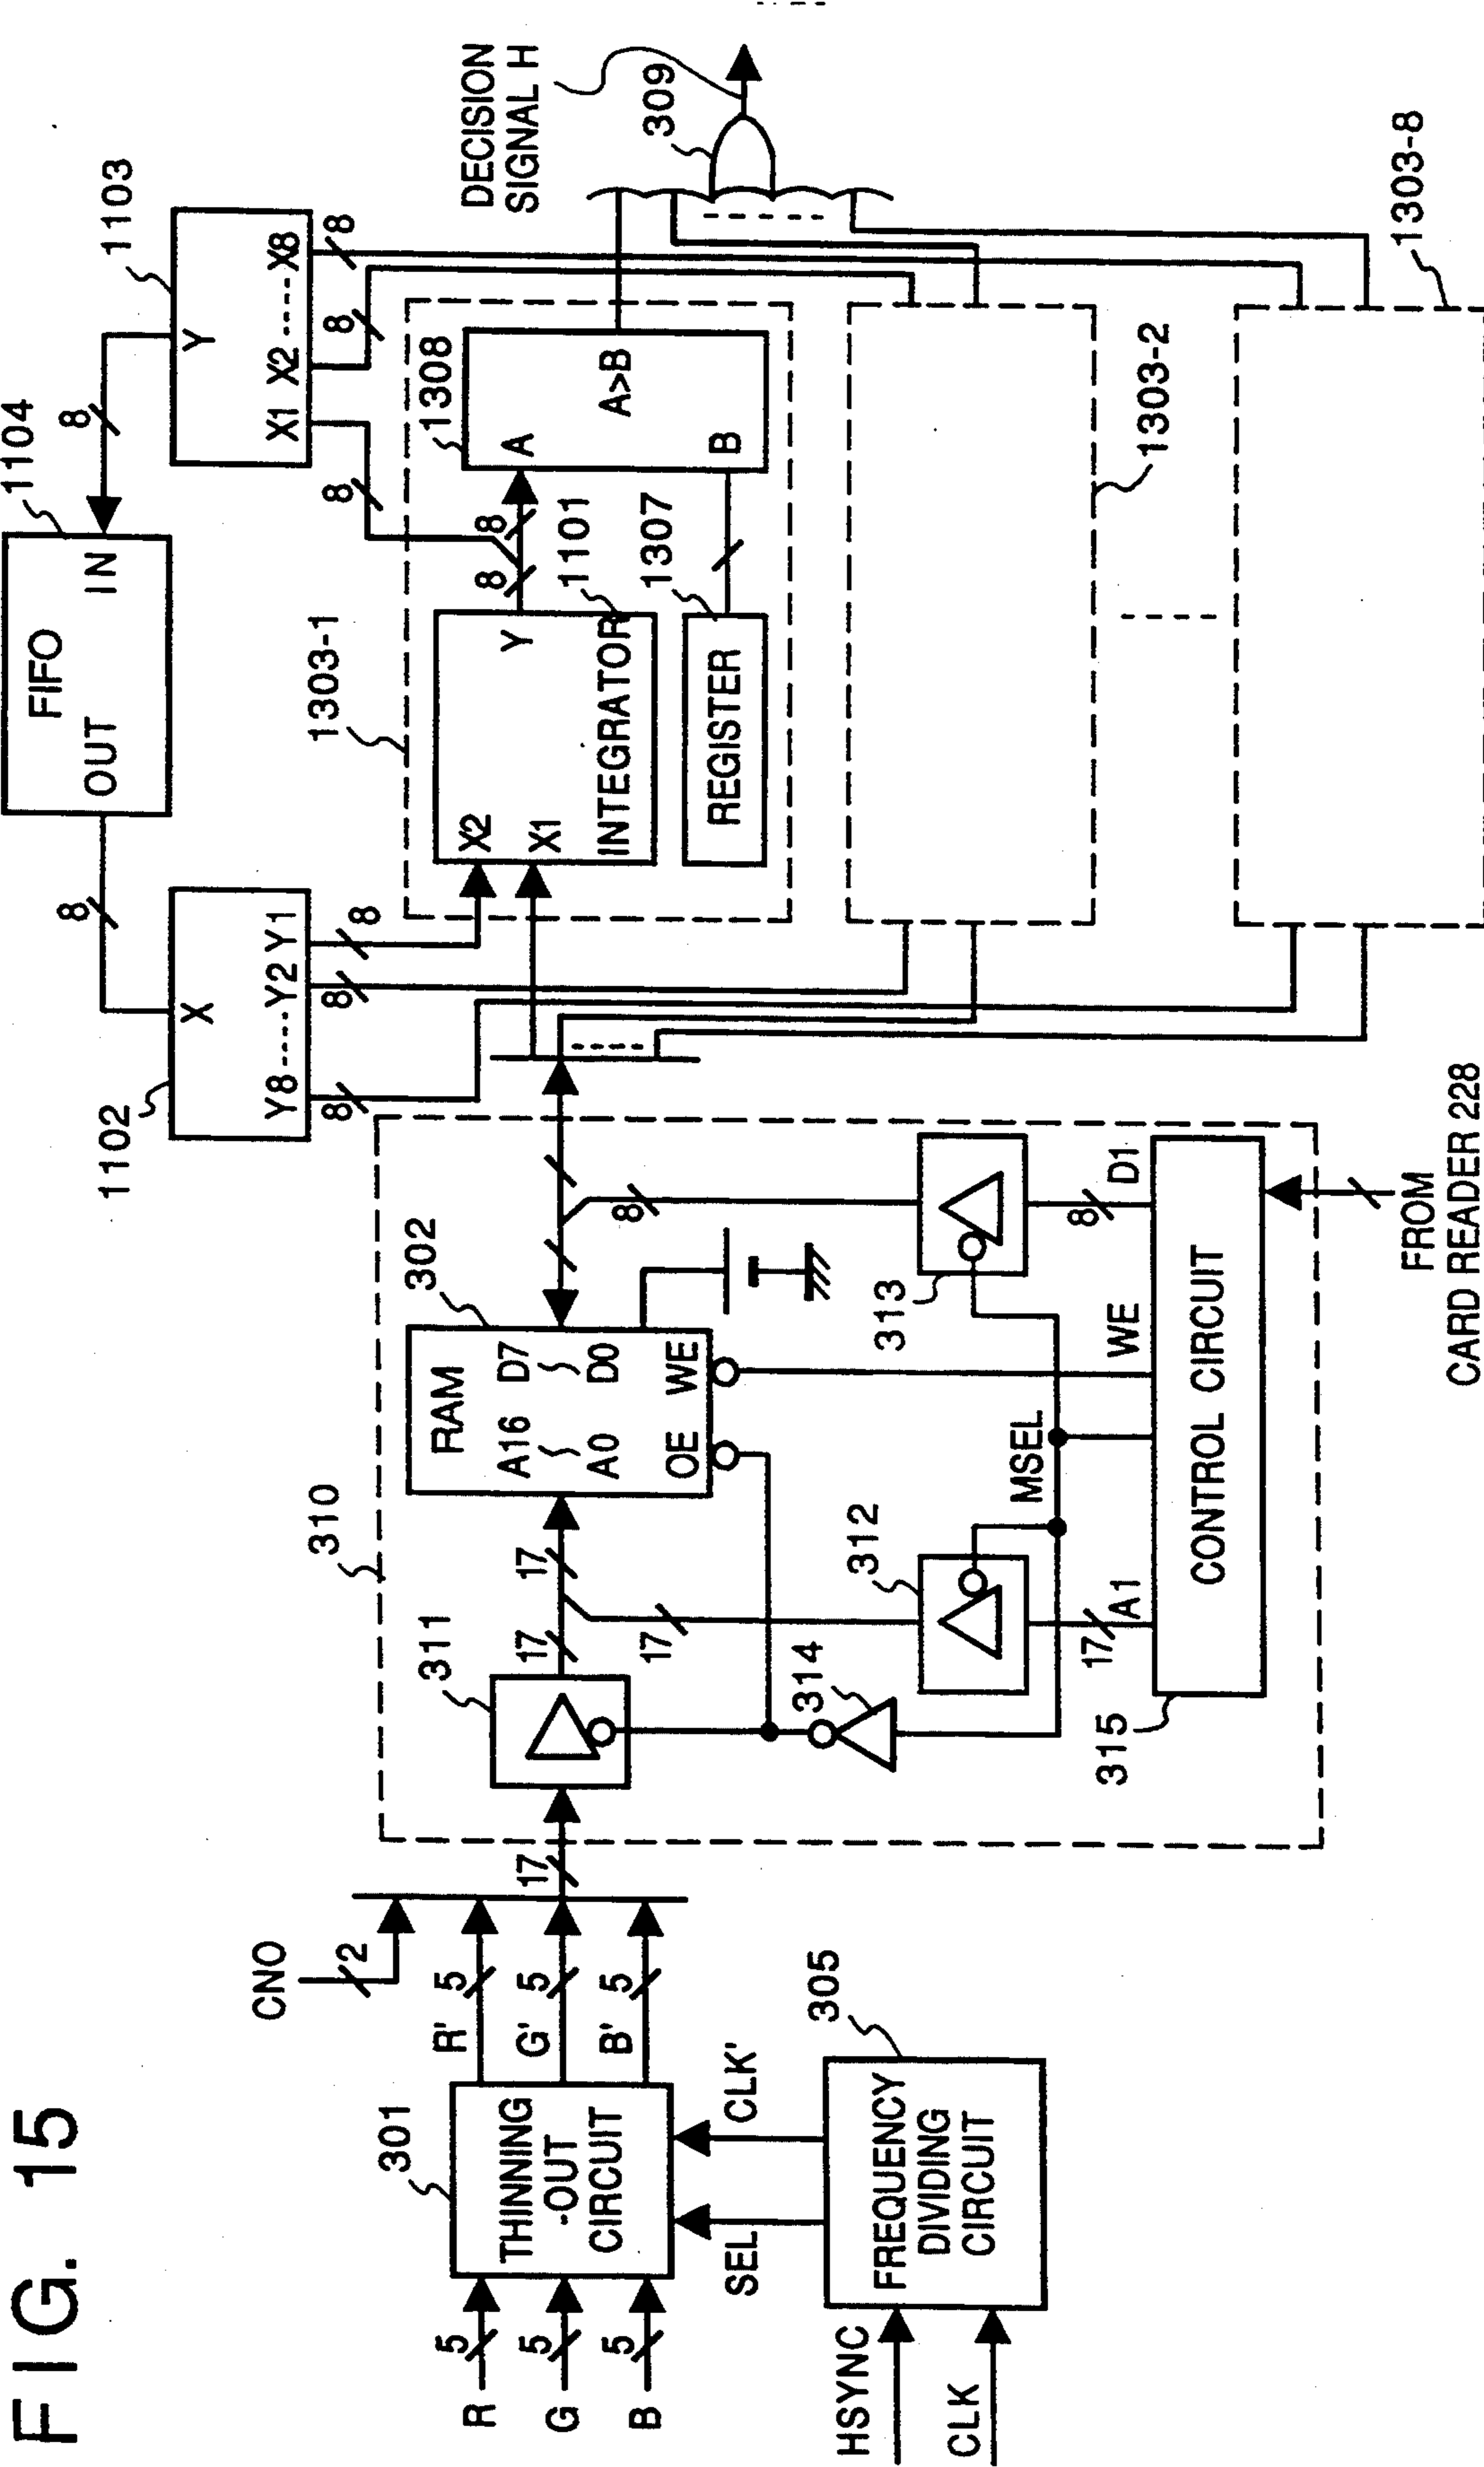 FIG. 15
R
5
G
5
B
5
301
THINNING
-OUT
CIRCUIT
R'
5
G'
5
B'
5
CNO
2
17
SEL
CLK'
HSYNC
CLK
305
FREQUENCY
DIVIDING
CIRCUIT
310
311
17
17
17
302
RAM
A16
A0
D7
D0
OE
WE
8
314
312
MSEL
313
17
A1
WE
8
D1
315
CONTROL CIRCUIT
FROM
CARD READER 228
1102
X
Y8
Y2
Y1
8
8
8
8
FIFO
OUT
IN
1104
8
1103
Y
X1
X2
X8
8
8
8
1303-1
X2
X1
Y
INTEGRATOR
1101
8
8
REGISTER
1307
1308
A
A>B
B
1303-2
1303-8
309
DECISION
SIGNAL H